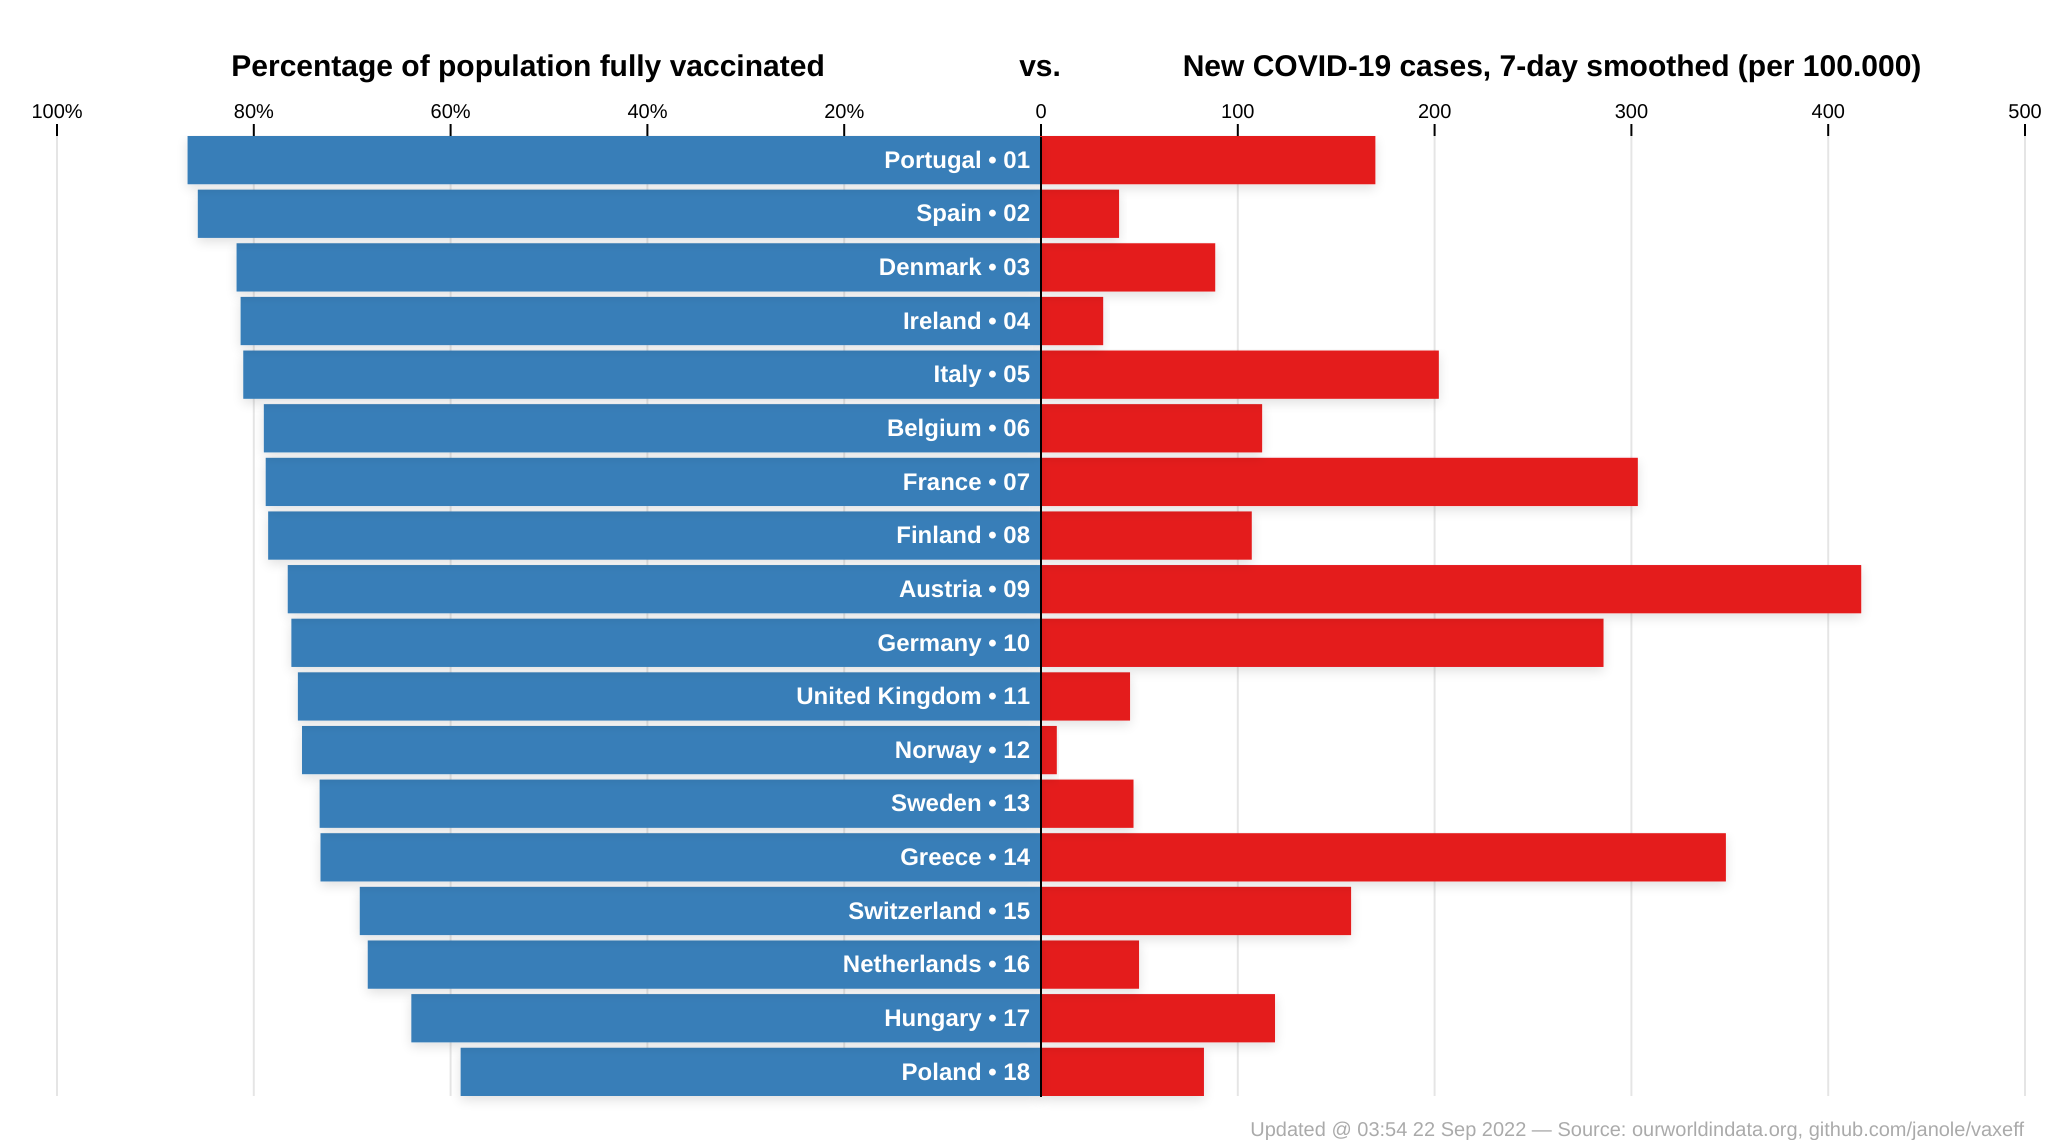 Percentage of population fully vaccinated vs. New COVID-19 cases, 7-day smoothed (per 100.000)
100% 80% 60% 40% 20% 0 100 200 300 400 500
Portugal • 01
Spain • 02
Denmark • 03
Ireland • 04
Italy • 05
Belgium • 06
France • 07
Finland • 08
Austria • 09
Germany • 10
United Kingdom • 11
Norway • 12
Sweden • 13
Greece • 14
Switzerland • 15
Netherlands • 16
Hungary • 17
Poland • 18
Updated @ 03:54 22 Sep 2022 — Source: ourworldindata.org, github.com/janole/vaxeff